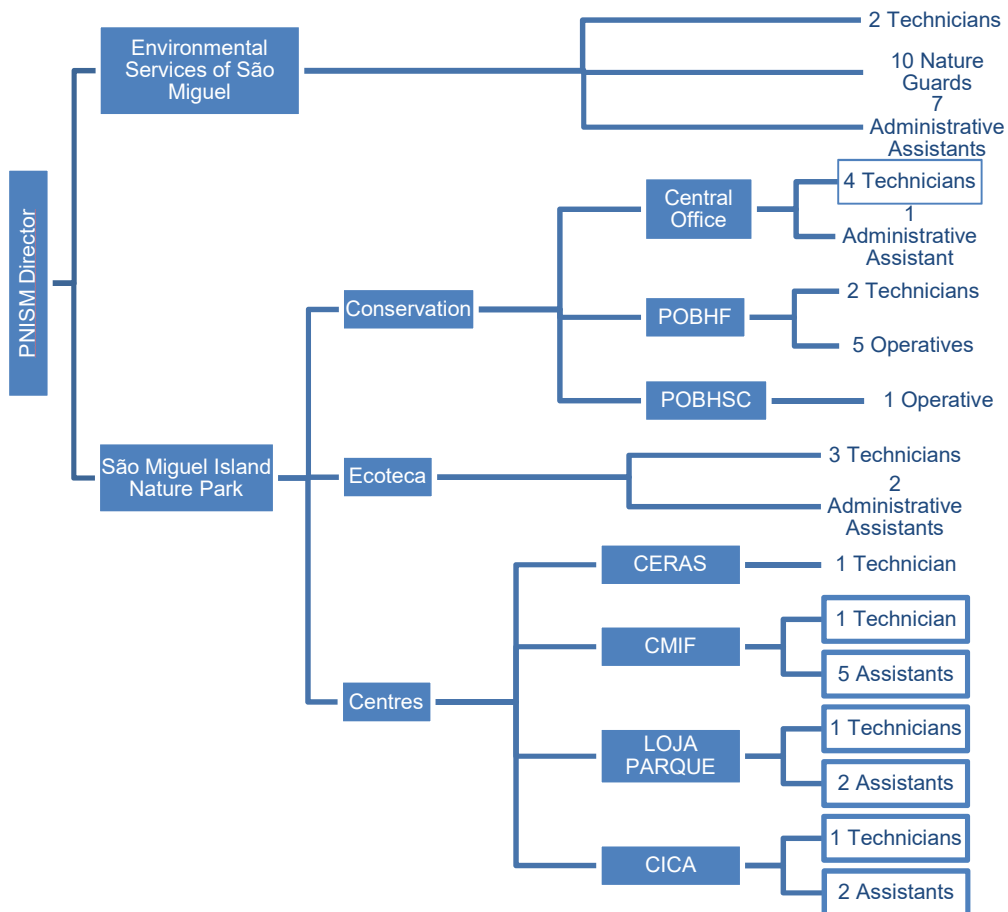 PNISM Director
Environmental
Services of São
Miguel
2 Technicians
10 Nature
Guards
7
Administrative
Assistants
São Miguel Island
Nature Park
Conservation
Central
Office
4 Technicians
1
Administrative
Assistant
POBHF
2 Technicians
5 Operatives
POBHSC
1 Operative
Ecoteca
3 Technicians
2
Administrative
Assistants
Centres
CERAS
1 Technician
CMIF
1 Technician
5 Assistants
LOJA
PARQUE
1 Technicians
2 Assistants
CICA
1 Technicians
2 Assistants